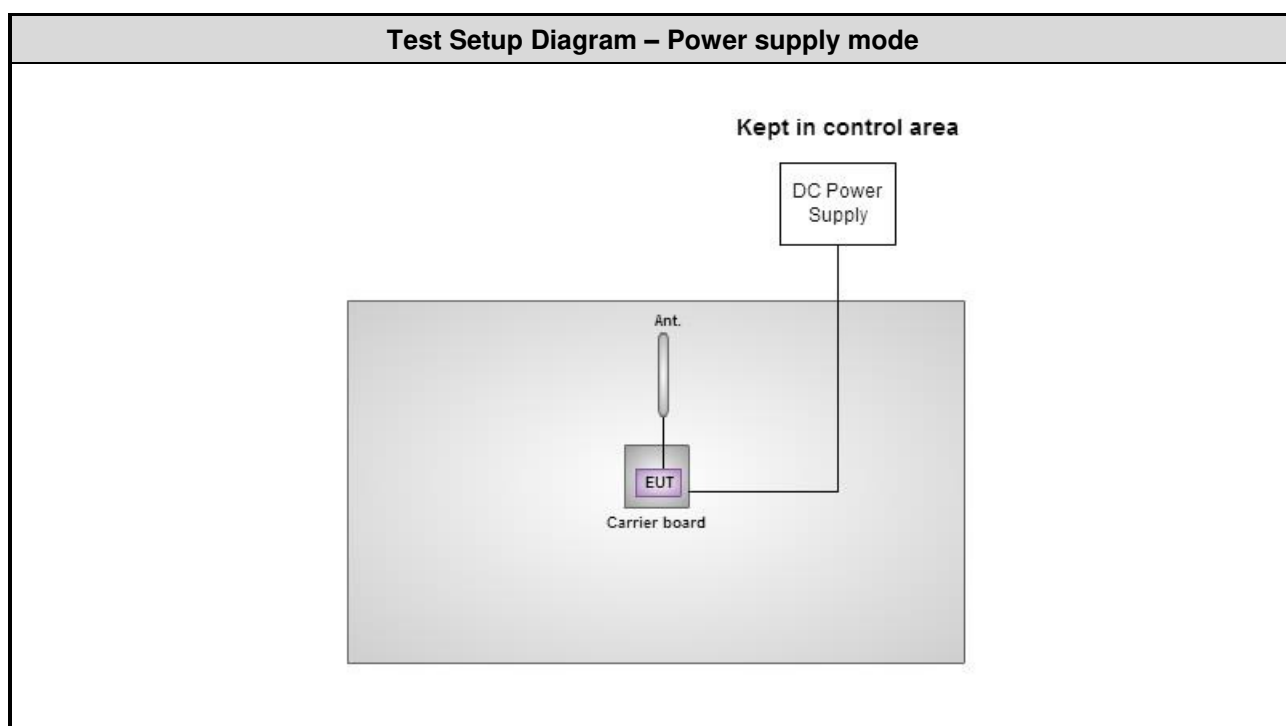 Test Setup Diagram – Power supply mode
Kept in control area
DC Power
Supply
Ant.
EUT
Carrier board